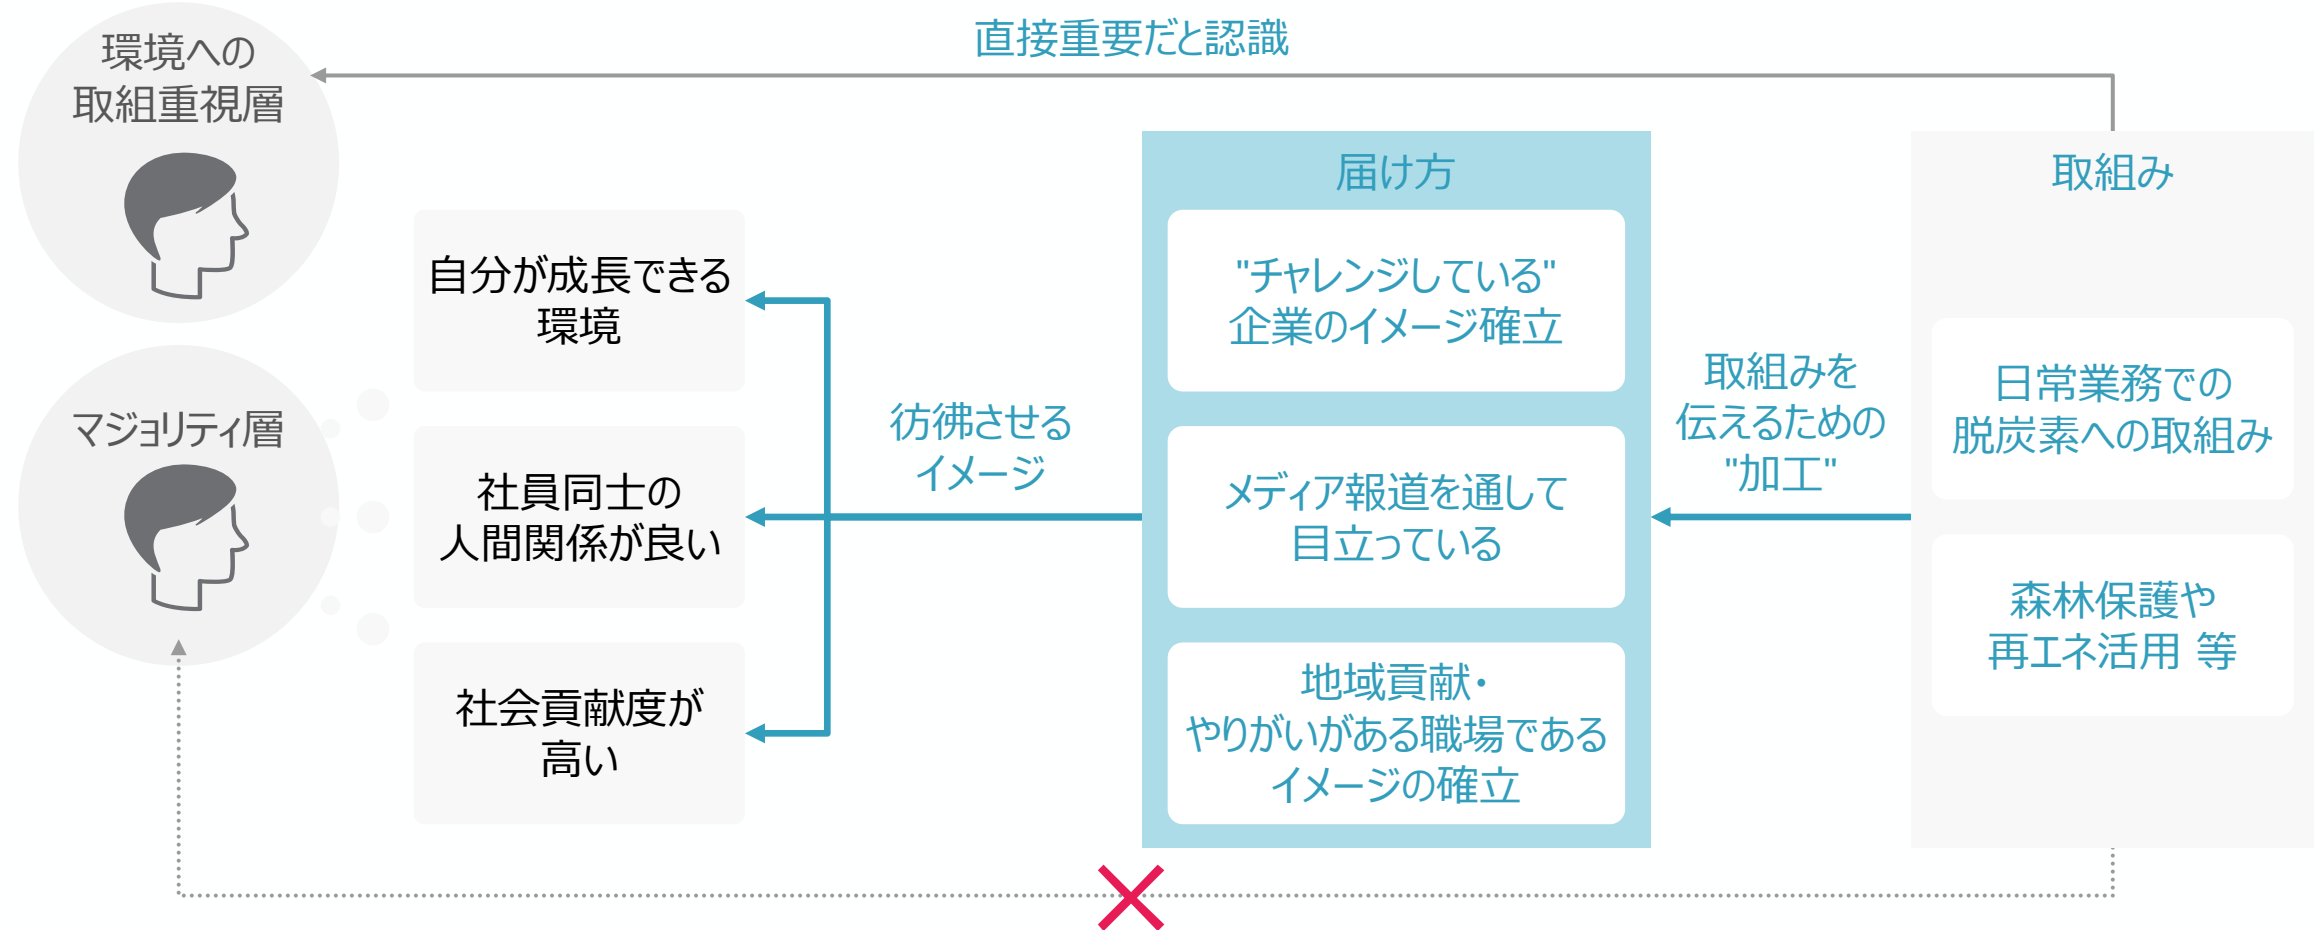 直接重要だと認識
環境への
取組重視層
マジョリティ層
自分が成長できる
環境
社員同士の
人間関係が良い
社会貢献度が
高い
彷彿させる
イメージ
届け方
"チャレンジしている"
企業のイメージ確立
メディア報道を通して
目立っている
地域貢献・
やりがいがある職場である
イメージの確立
取組みを
伝えるための
"加工"
取組み
日常業務での
脱炭素への取組み
森林保護や
再エネ活用 等